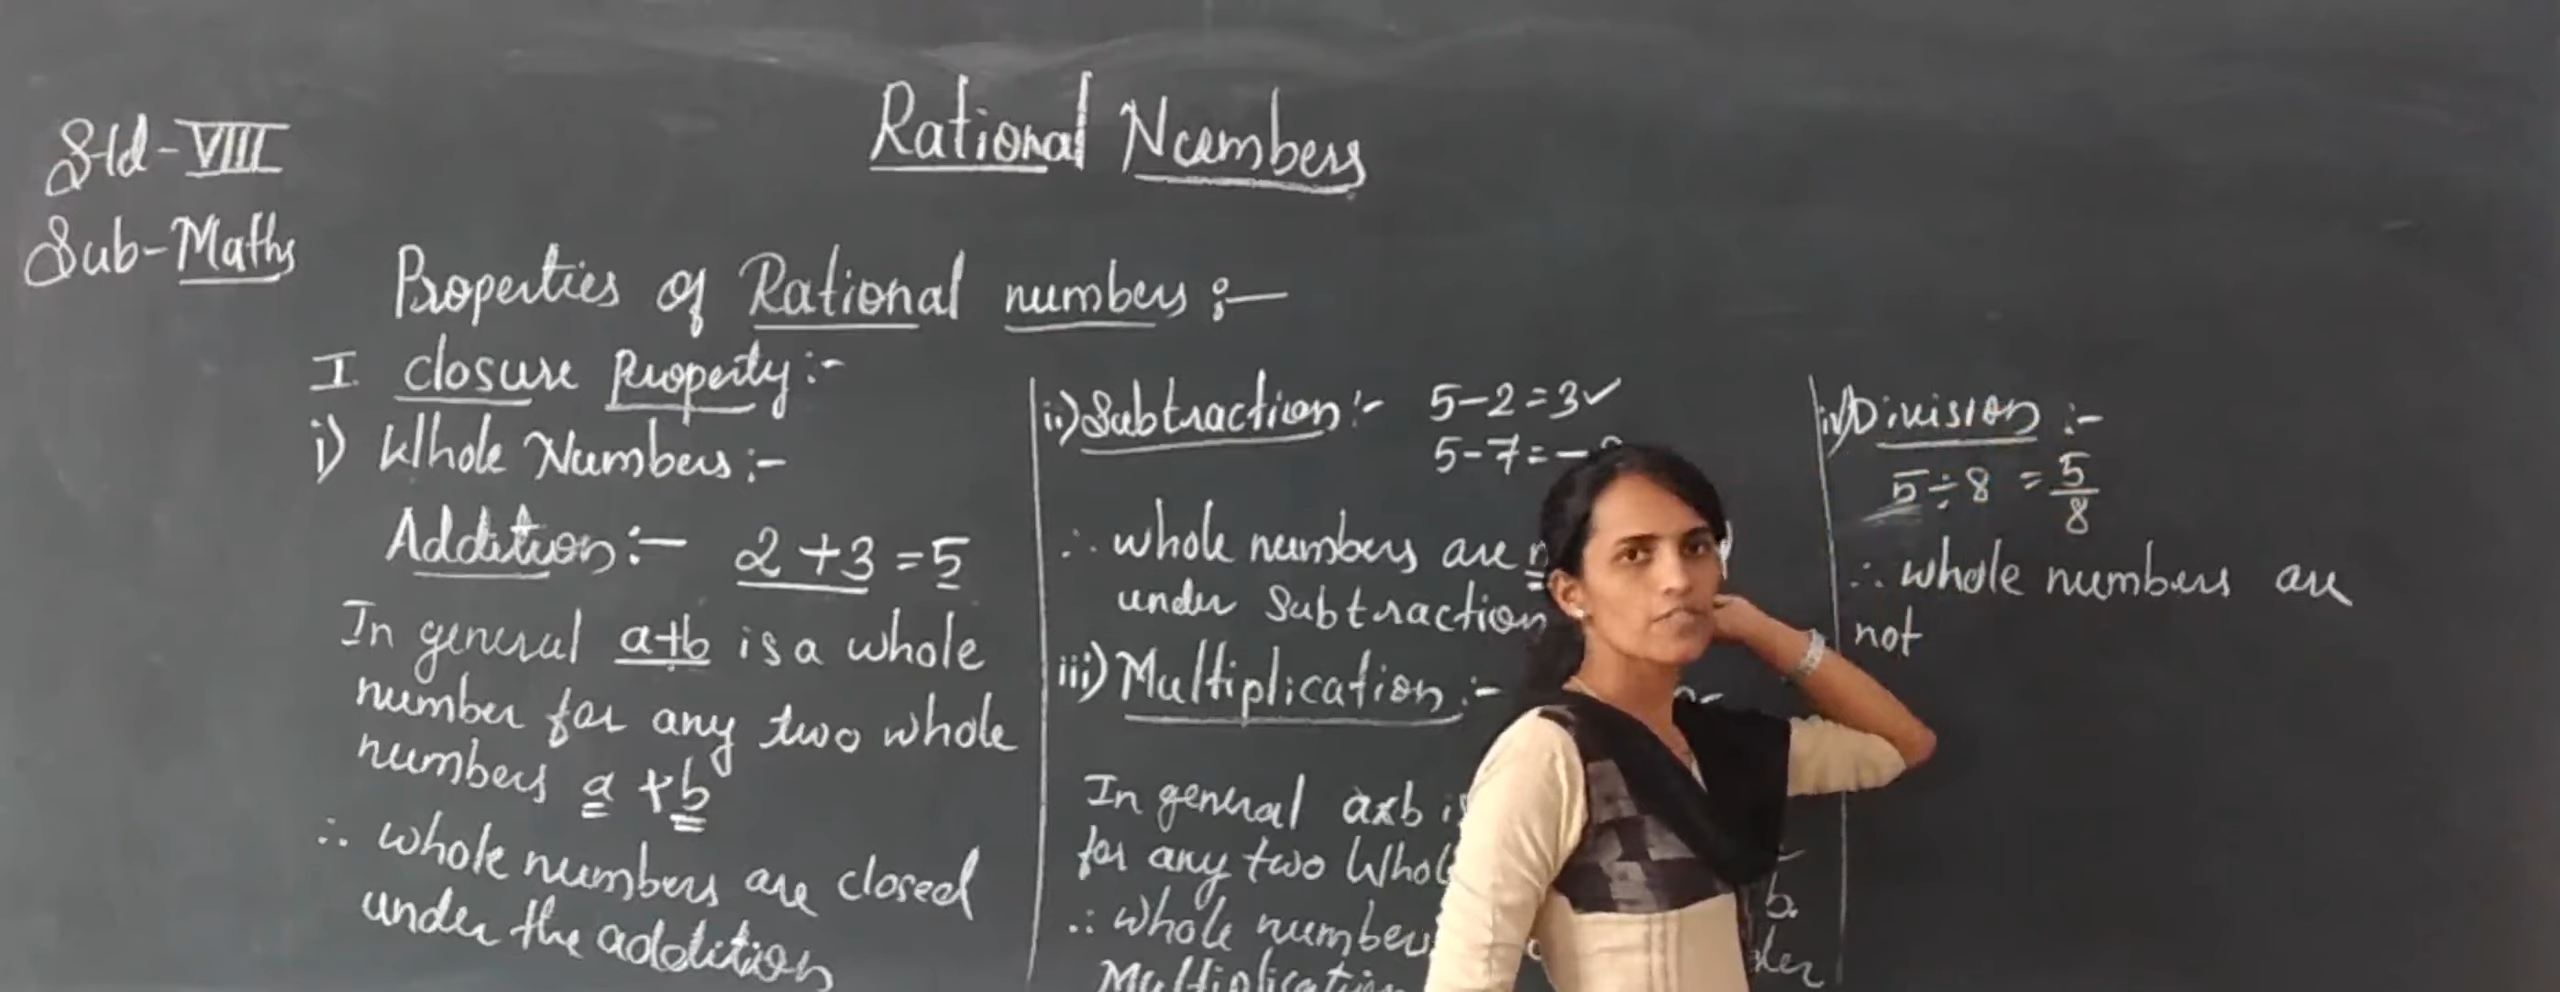 Rational Numbers
Std-VIII
Sub-Maths
Properties of Rational numbers :-
I closure Property:-
i) Whole Numbers:-
Addition:- 2+3=5
In general a+b is a whole
number for any two whole
numbers a + b
∴ whole numbers are closed
under the addition
ii) Subtraction:- 5-2=3✓
5-7=-
∴ whole numbers are
under Subtraction
iii) Multiplication:-
In general axb is
for any two
b.
∴ whole
Multiplication
iv) Division :-
5÷8 = 5/8
∴ whole numbers are
not